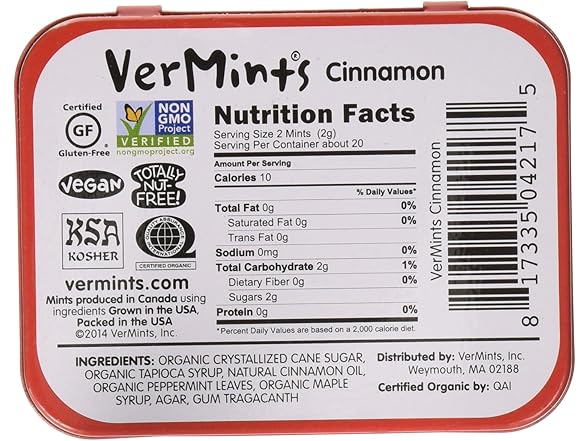 VerMints® Cinnamon
Certified
GF
Gluten-Free
NON
GMO
Project
VERIFIED
nongmoproject.org
VEGAN
TOTALLY
NUT-
FREE!
KSA
KOSHER
QUALITY ASSURANCE INTERNATIONAL
CERTIFIED ORGANIC
vermints.com
Mints produced in Canada using
ingredients Grown in the USA,
Packed in the USA
©2014 VerMints, Inc.
Nutrition Facts
Serving Size 2 Mints (2g)
Serving Per Container about 20
Amount Per Serving
Calories 10
% Daily Values*
Total Fat 0g 0%
Saturated Fat 0g 0%
Trans Fat 0g
Sodium 0mg 0%
Total Carbohydrate 2g 1%
Dietary Fiber 0g 0%
Sugars 2g
Protein 0g 0%
*Percent Daily Values are based on a 2,000 calorie diet.
VerMints Cinnamon
8 17335 04217 5
INGREDIENTS: ORGANIC CRYSTALLIZED CANE SUGAR,
ORGANIC TAPIOCA SYRUP, NATURAL CINNAMON OIL,
ORGANIC PEPPERMINT LEAVES, ORGANIC MAPLE
SYRUP, AGAR, GUM TRAGACANTH
Distributed by: VerMints, Inc.
Weymouth, MA 02188
Certified Organic by: QAI